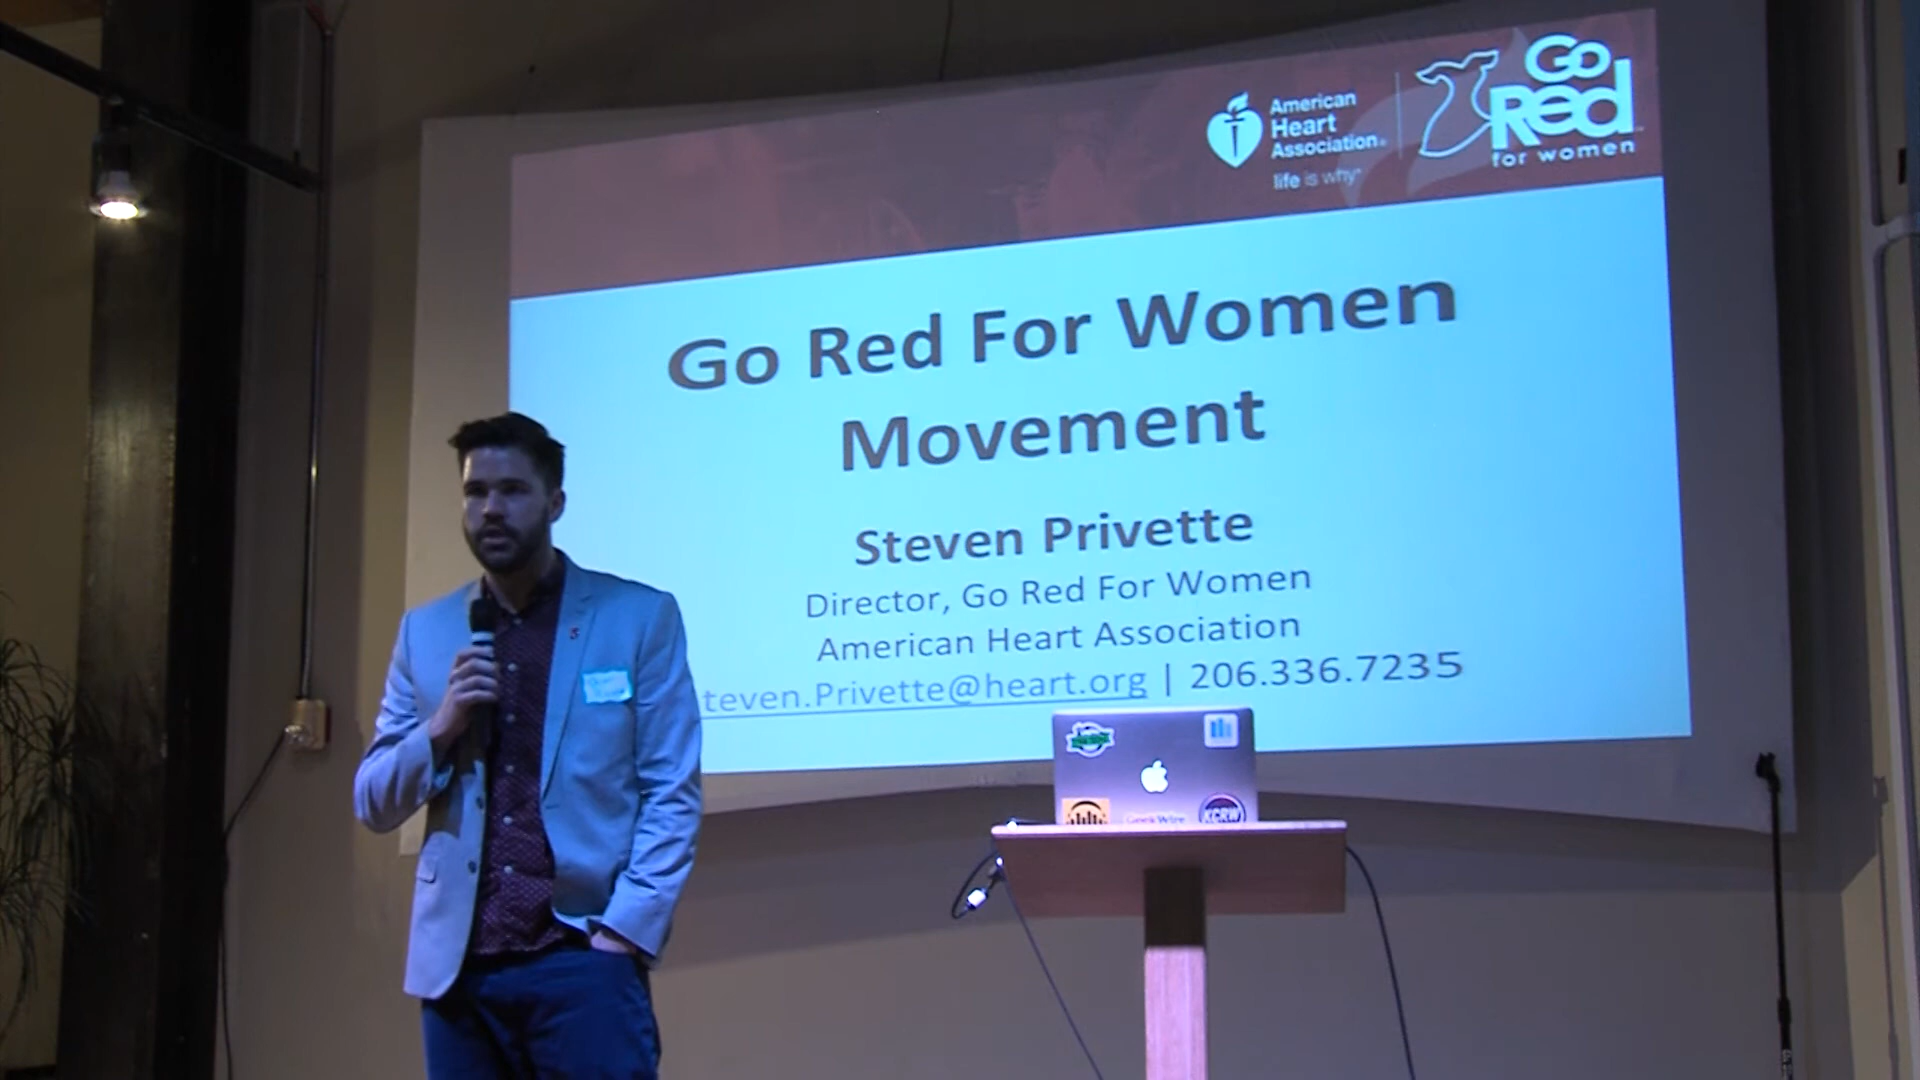 American
Heart
Association®
life is why®
Go
Red
for women
Go Red For Women
Movement
Steven Privette
Director, Go Red For Women
American Heart Association
teven.Privette@heart.org | 206.336.7235
GeekWire
KCRW